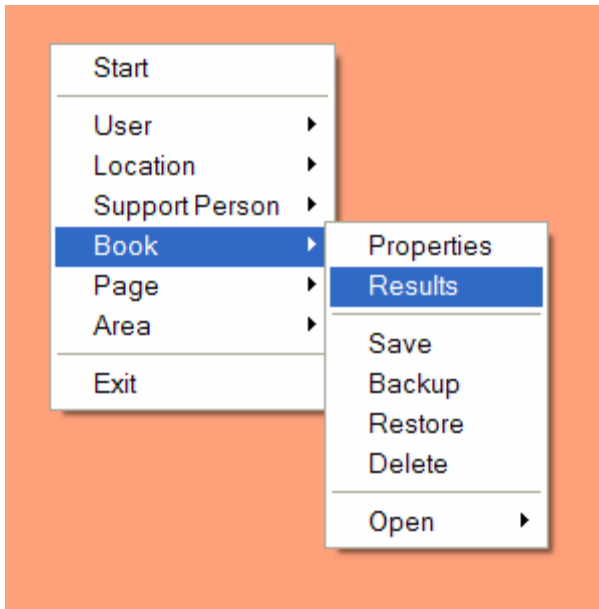 Start
User
Location
Support Person
Book
Page
Area
Exit
Properties
Results
Save
Backup
Restore
Delete
Open